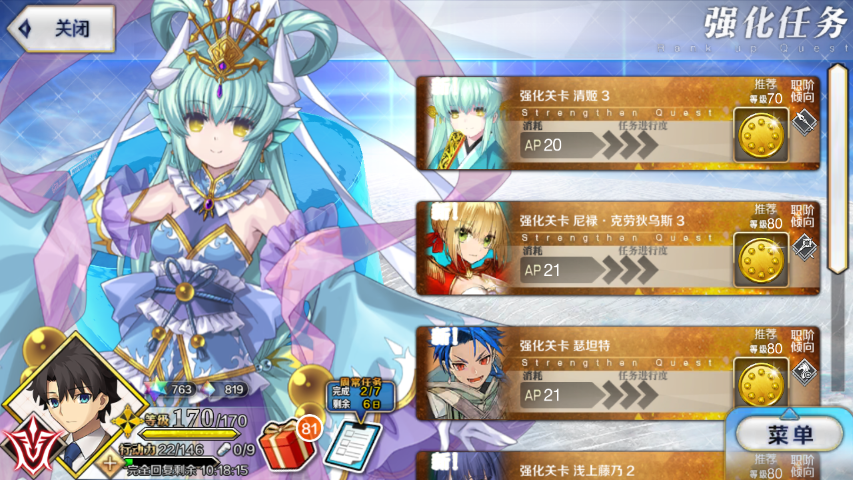 关闭
强化任务
Rank up Quest
新!
强化关卡 清姬 3
Strengthen Quest
消耗
任务进行度
AP 20
推荐
等级70
职阶
倾向
新!
强化关卡 尼禄·克劳狄乌斯 3
Strengthen Quest
消耗
任务进行度
AP 21
推荐
等级80
职阶
倾向
新!
强化关卡 瑟坦特
Strengthen Quest
消耗
任务进行度
AP 21
推荐
等级80
职阶
倾向
新!
强化关卡 浅上藤乃 2
推荐
等级80
职阶
倾向
菜单
763
819
等级 170/170
行动力 22/146
0/9
完全回复剩余 10:18:15
81
周常任务
完成 2/7
剩余 6日